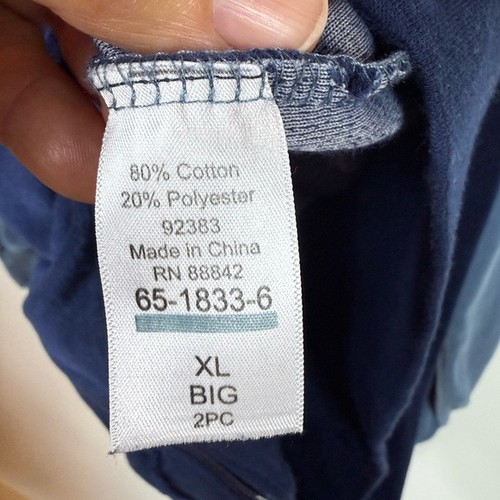 80% Cotton
20% Polyester
92383
Made in China
RN 88842
65-1833-6
XL
BIG
2PC